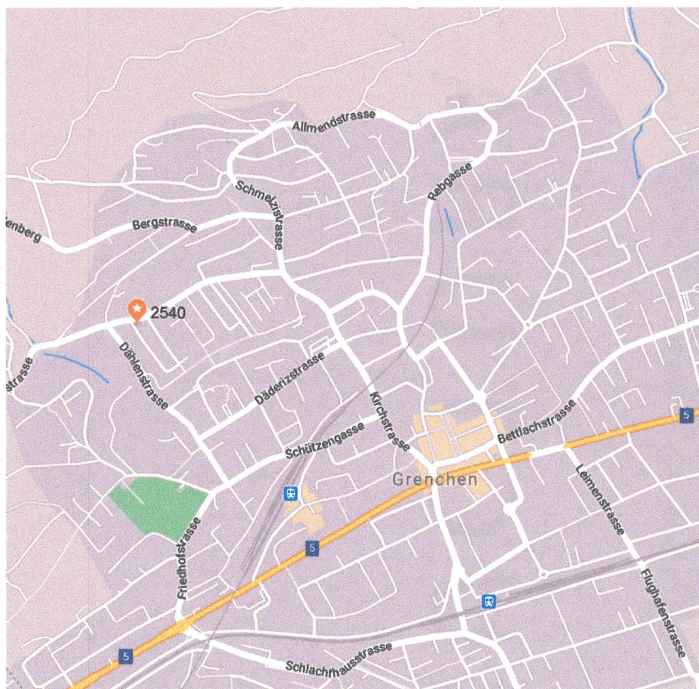 Allmendstrasse
Rebgasse
Schmelzistrasse
Bergstrasse
enberg
2540
strasse
Dählenstrasse
Däderizstrasse
Kirchstrasse
Bettlachstrasse
5
Schützengasse
Grenchen
Leimenstrasse
5
Friedhofstrasse
Flughafenstrasse
5
Schlachthausstrasse